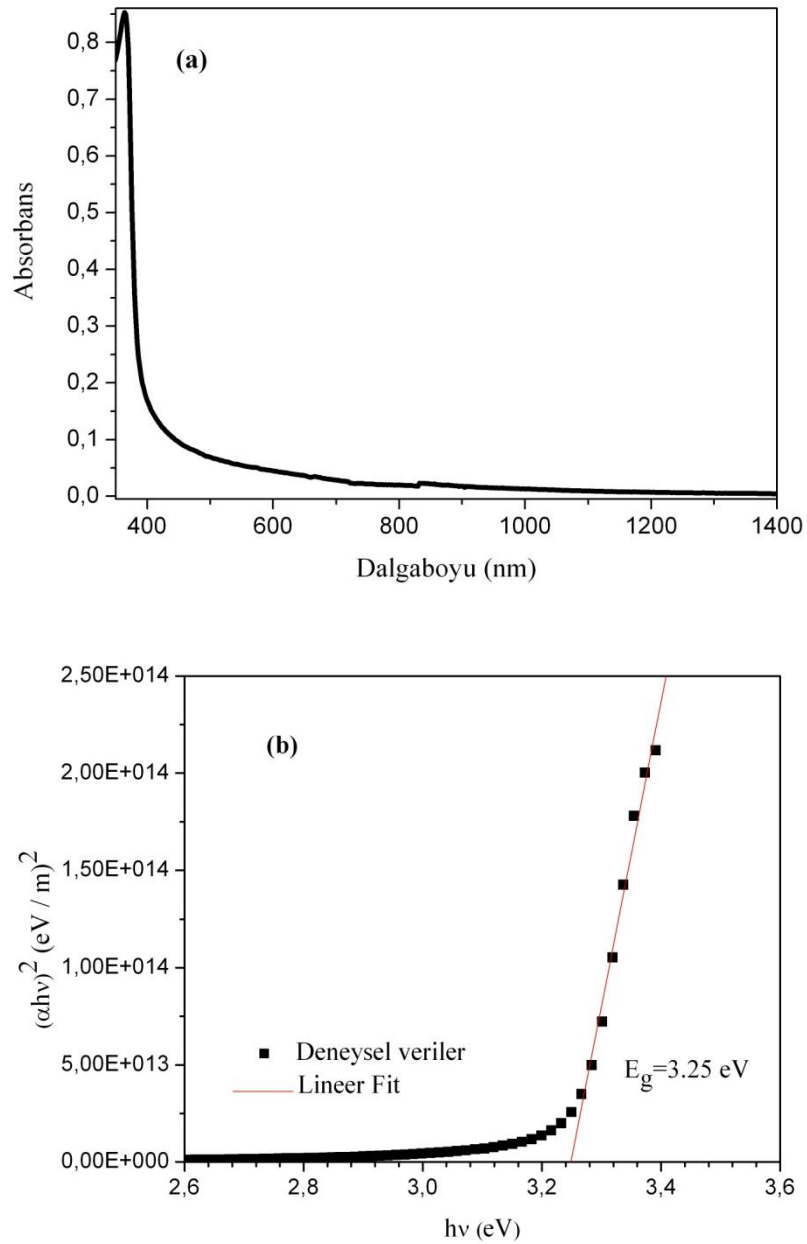 (a)
Absorbans
0,8
0,7
0,6
0,5
0,4
0,3
0,2
0,1
0,0
400 600 800 1000 1200 1400
Dalgaboyu (nm)
(b)
(αhν)² (eV / m)²
2,50E+014
2,00E+014
1,50E+014
1,00E+014
5,00E+013
0,00E+000
Deneysel veriler
Lineer Fit
Eg=3.25 eV
2,6 2,8 3,0 3,2 3,4 3,6
hν (eV)